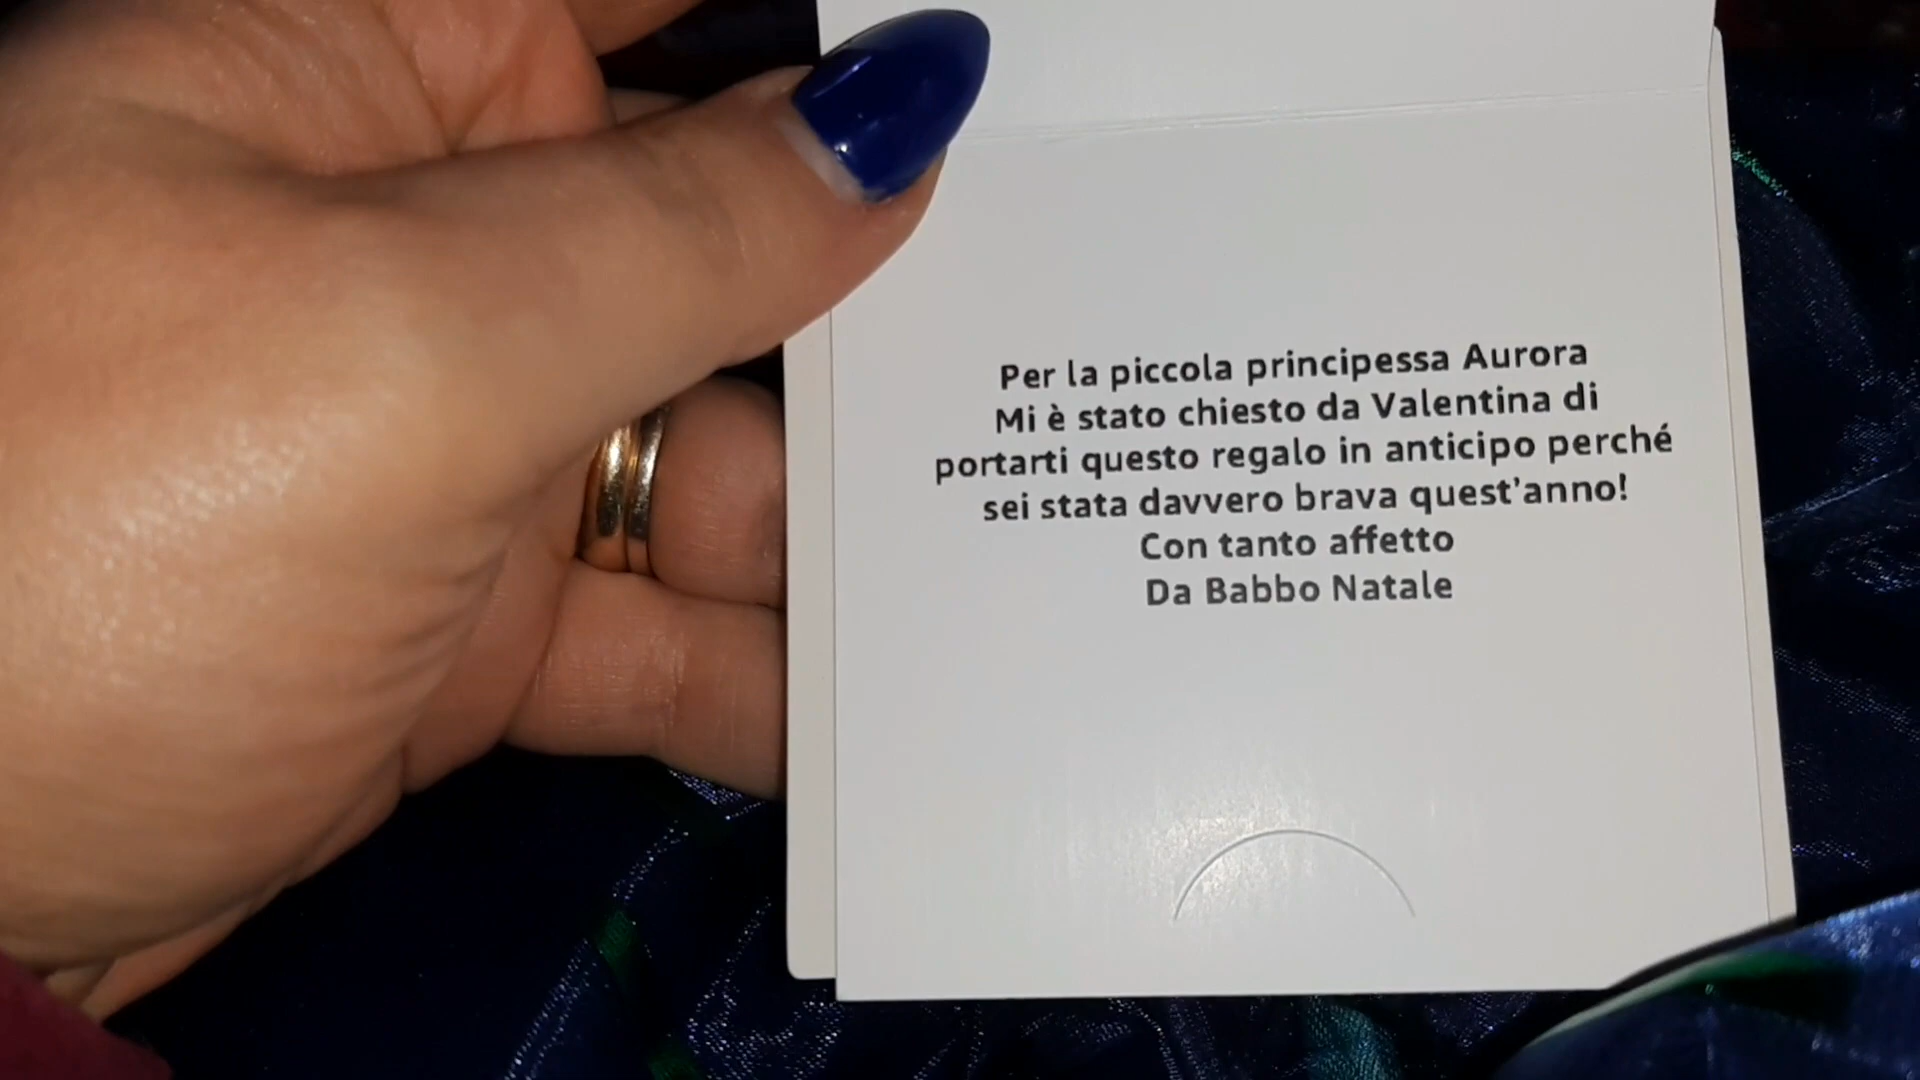 Per la piccola principessa Aurora
Mi è stato chiesto da Valentina di
portarti questo regalo in anticipo perché
sei stata davvero brava quest'anno!
Con tanto affetto
Da Babbo Natale